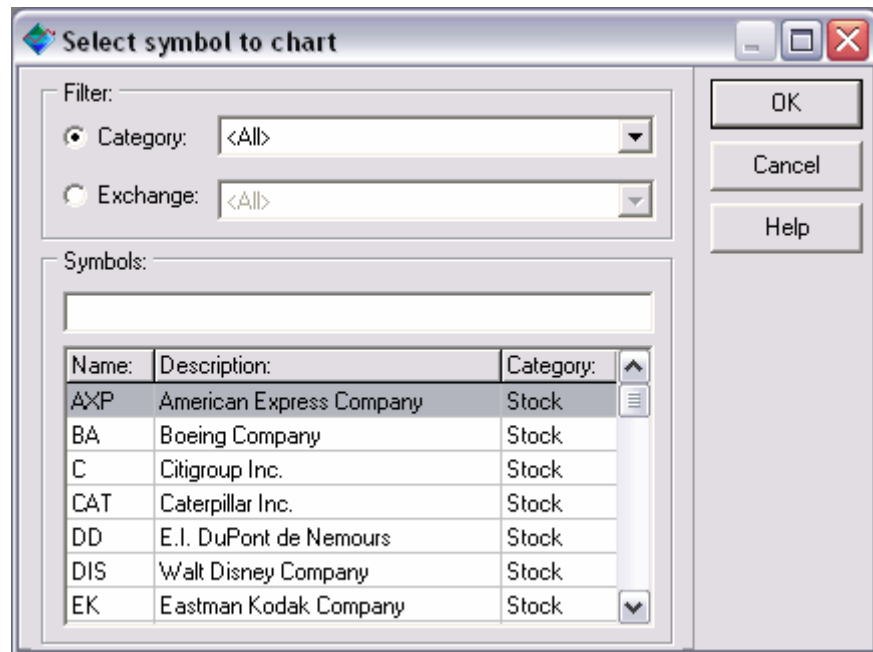 Select symbol to chart
Filter:
Category: <All>
Exchange: <All>
OK
Cancel
Help
Symbols:
Name: Description: Category:
AXP American Express Company Stock
BA Boeing Company Stock
C Citigroup Inc. Stock
CAT Caterpillar Inc. Stock
DD E.I. DuPont de Nemours Stock
DIS Walt Disney Company Stock
EK Eastman Kodak Company Stock